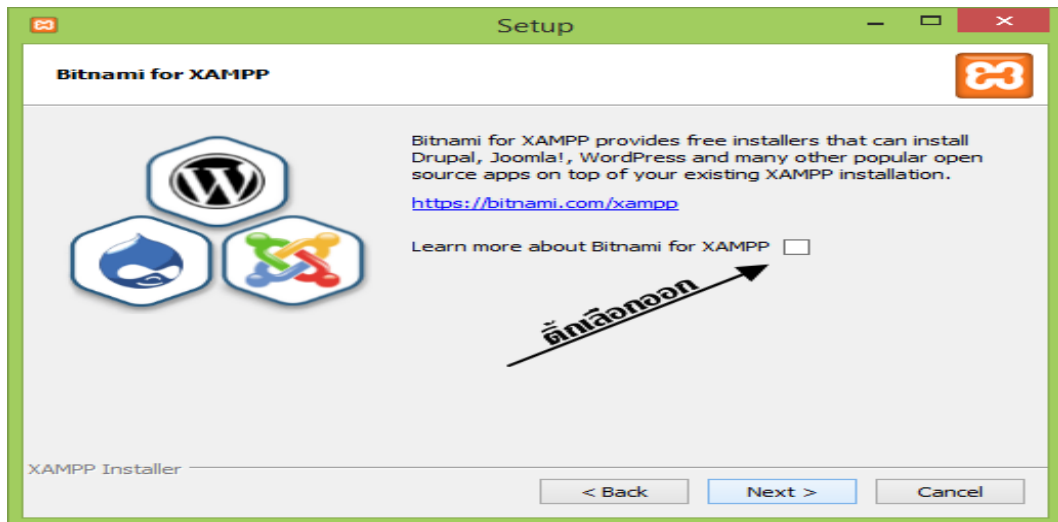 Setup
Bitnami for XAMPP
Bitnami for XAMPP provides free installers that can install
Drupal, Joomla!, WordPress and many other popular open
source apps on top of your existing XAMPP installation.
https://bitnami.com/xampp
Learn more about Bitnami for XAMPP
ติ้กเลือกออก
XAMPP Installer
< Back
Next >
Cancel